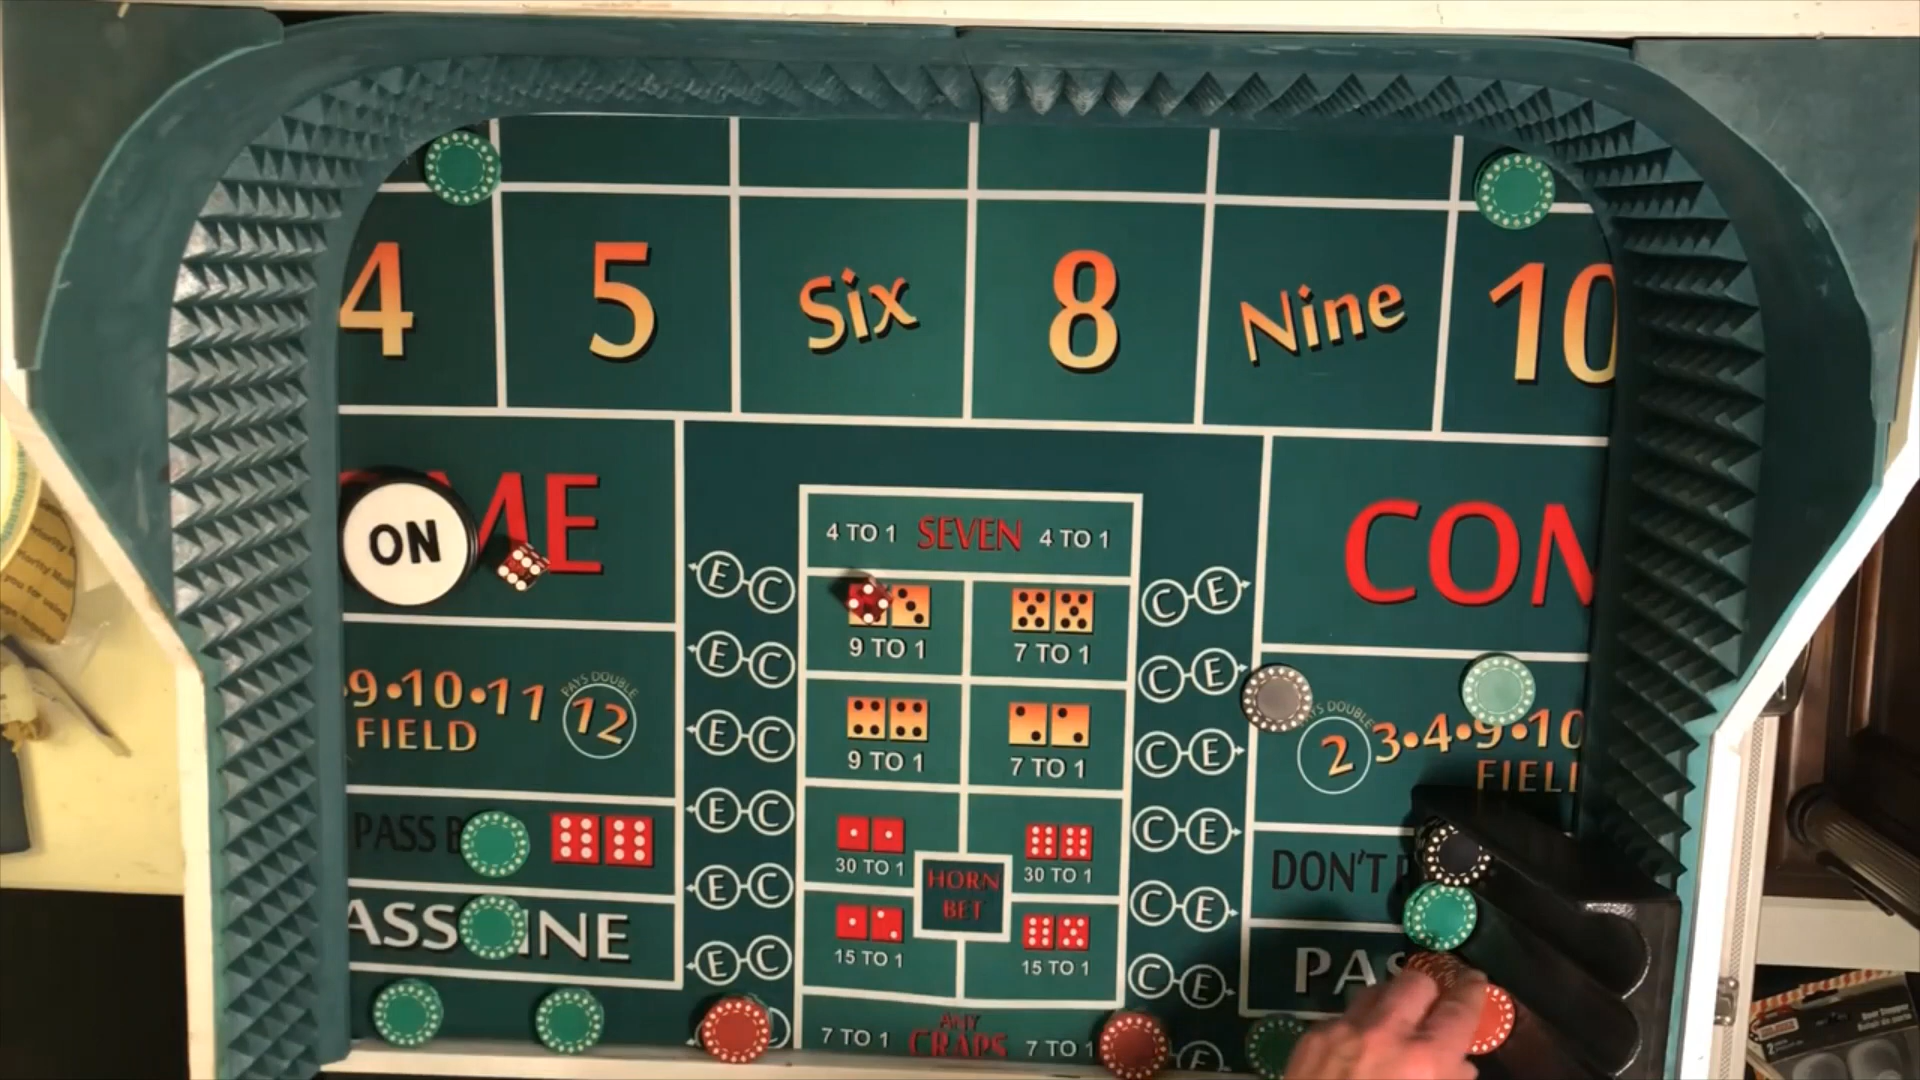 4
5
Six
8
Nine
10
ME
ON
COM
4 TO 1 SEVEN 4 TO 1
E C
C E
9 TO 1
7 TO 1
E C
C E
9•10•11
FIELD
PAYS DOUBLE
12
9 TO 1
7 TO 1
E C
C E
2
3•4•9•10
FIEL
E C
C E
PASS B
30 TO 1
30 TO 1
HORN
BET
DON'T P
E C
C E
ASS INE
15 TO 1
15 TO 1
E C
C E
PAS
7 TO 1
ANY
CRAPS
7 TO 1
E